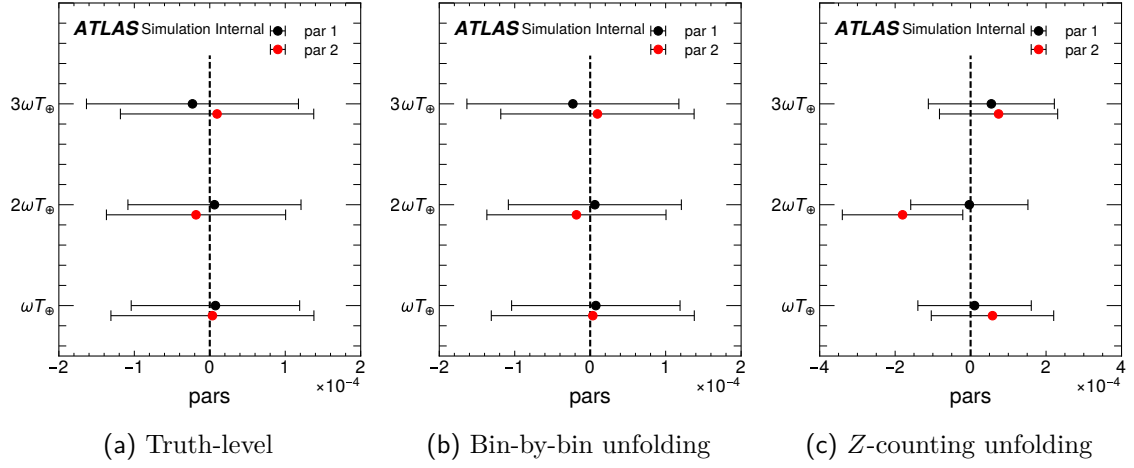 ATLAS Simulation Internal
par 1
par 2
3ωT⊕
2ωT⊕
ωT⊕
−2 −1 0 1 2
×10−4
pars
(a) Truth-level
ATLAS Simulation Internal
par 1
par 2
3ωT⊕
2ωT⊕
ωT⊕
−2 −1 0 1 2
×10−4
pars
(b) Bin-by-bin unfolding
ATLAS Simulation Internal
par 1
par 2
3ωT⊕
2ωT⊕
ωT⊕
−4 −2 0 2 4
×10−4
pars
(c) Z-counting unfolding